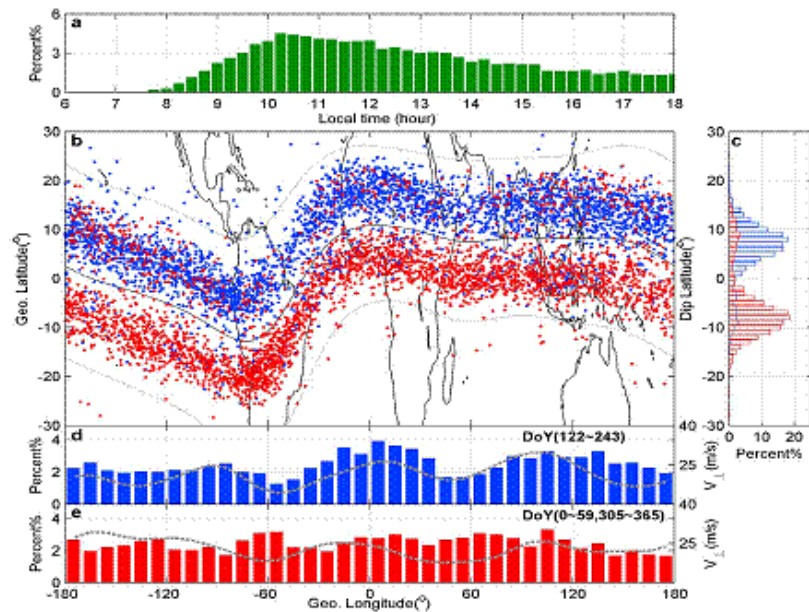 a
Percent%
6
3
0
6 7 8 9 10 11 12 13 14 15 16 17 18
Local time (hour)
b
Geo. Latitude(°)
30
20
10
0
-10
-20
-30
c
Dip Latitude(°)
30
20
10
0
-10
-20
-30
0 10 20
Percent%
d
DoY(122~243)
Percent%
4
2
0
40
25
V⊥(m/s)
40
e
DoY(0~59,305~365)
Percent%
4
2
0
25
V⊥(m/s)
-180 -120 -60 0 60 120 180
Geo. Longitude(°)